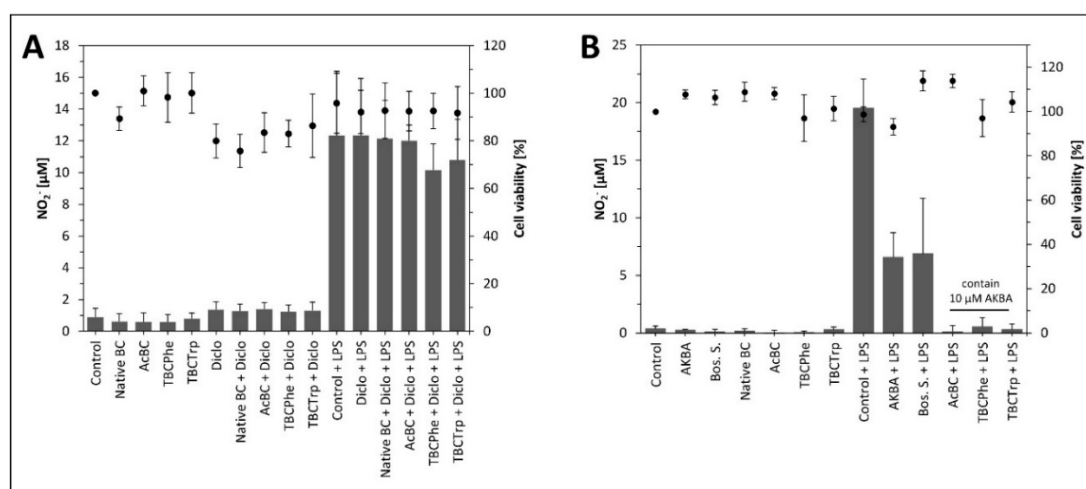 A
18
16
14
12
10
8
6
4
2
0
NO₂⁻ [µM]
120
100
80
60
40
20
0
Cell viability [%]
Control
Native BC
AcBC
TBCPhe
TBCTrp
Diclo
Native BC + Diclo
AcBC + Diclo
TBCPhe + Diclo
TBCTrp + Diclo
Control + LPS
Diclo + LPS
Native BC + Diclo + LPS
AcBC + Diclo + LPS
TBCPhe + Diclo + LPS
TBCTrp + Diclo + LPS
B
25
20
15
10
5
0
NO₂⁻ [µM]
120
100
80
60
40
20
0
Cell viability [%]
contain
10 µM AKBA
Control
AKBA
Bos. S.
Native BC
AcBC
TBCPhe
TBCTrp
Control + LPS
AKBA + LPS
Bos. S. + LPS
AcBC + LPS
TBCPhe + LPS
TBCTrp + LPS